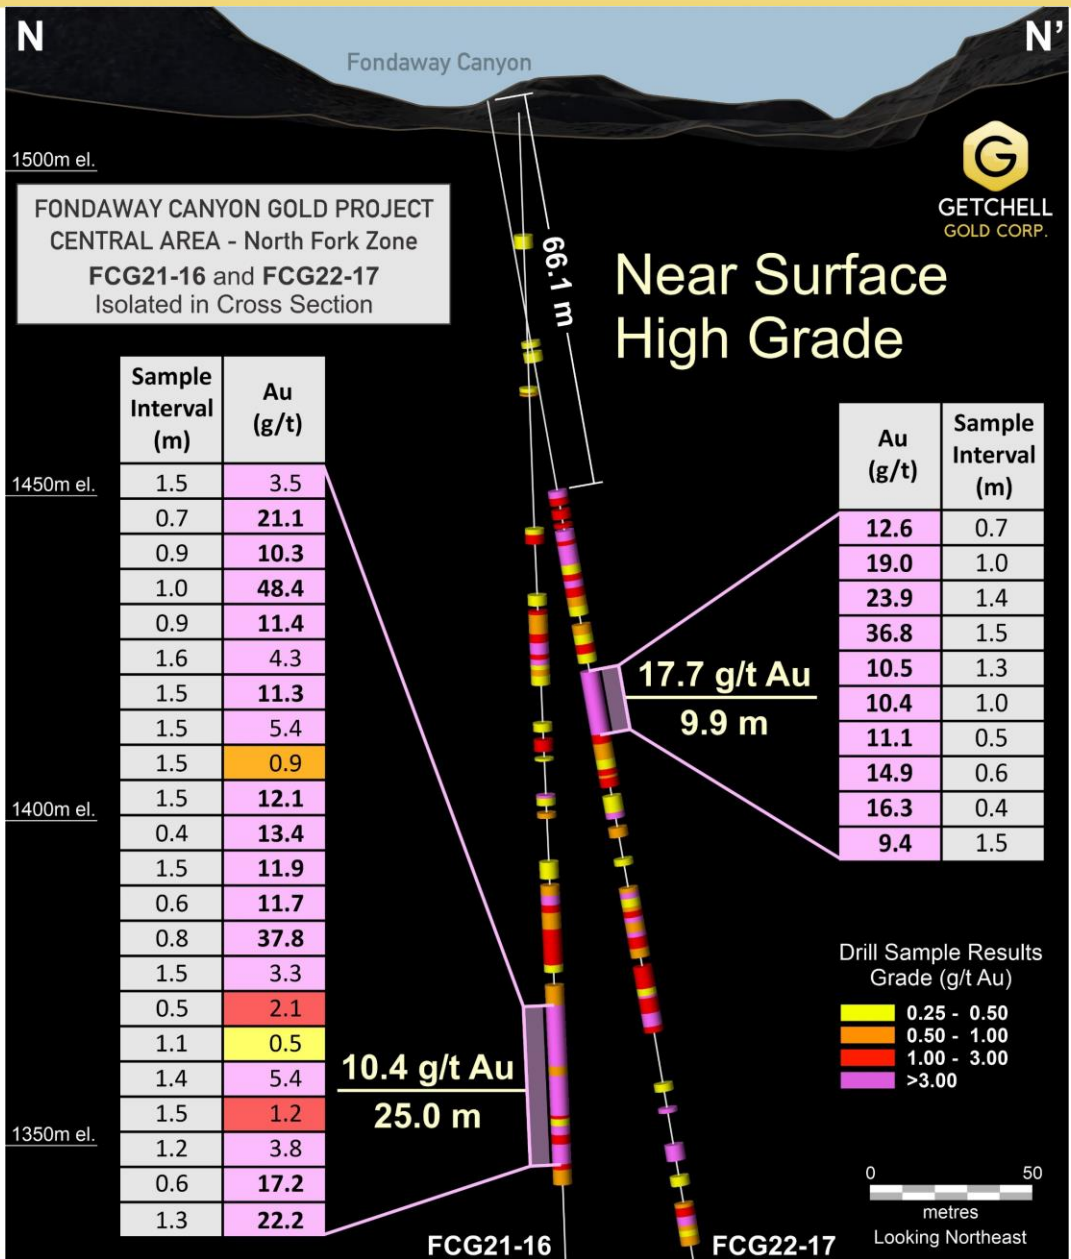 N
N'
Fondaway Canyon
1500m el.
GETCHELL
GOLD CORP.
FONDAWAY CANYON GOLD PROJECT
CENTRAL AREA - North Fork Zone
FCG21-16 and FCG22-17
Isolated in Cross Section
66.1 m
Near Surface
High Grade
Sample Interval (m) Au (g/t)
1.5 3.5
0.7 21.1
0.9 10.3
1.0 48.4
0.9 11.4
1.6 4.3
1.5 11.3
1.5 5.4
1.5 0.9
1.5 12.1
0.4 13.4
1.5 11.9
0.6 11.7
0.8 37.8
1.5 3.3
0.5 2.1
1.1 0.5
1.4 5.4
1.5 1.2
1.2 3.8
0.6 17.2
1.3 22.2
1450m el.
1400m el.
1350m el.
Au (g/t) Sample Interval (m)
12.6 0.7
19.0 1.0
23.9 1.4
36.8 1.5
10.5 1.3
10.4 1.0
11.1 0.5
14.9 0.6
16.3 0.4
9.4 1.5
17.7 g/t Au
9.9 m
10.4 g/t Au
25.0 m
Drill Sample Results
Grade (g/t Au)
0.25 - 0.50
0.50 - 1.00
1.00 - 3.00
>3.00
0 50
metres
Looking Northeast
FCG21-16
FCG22-17